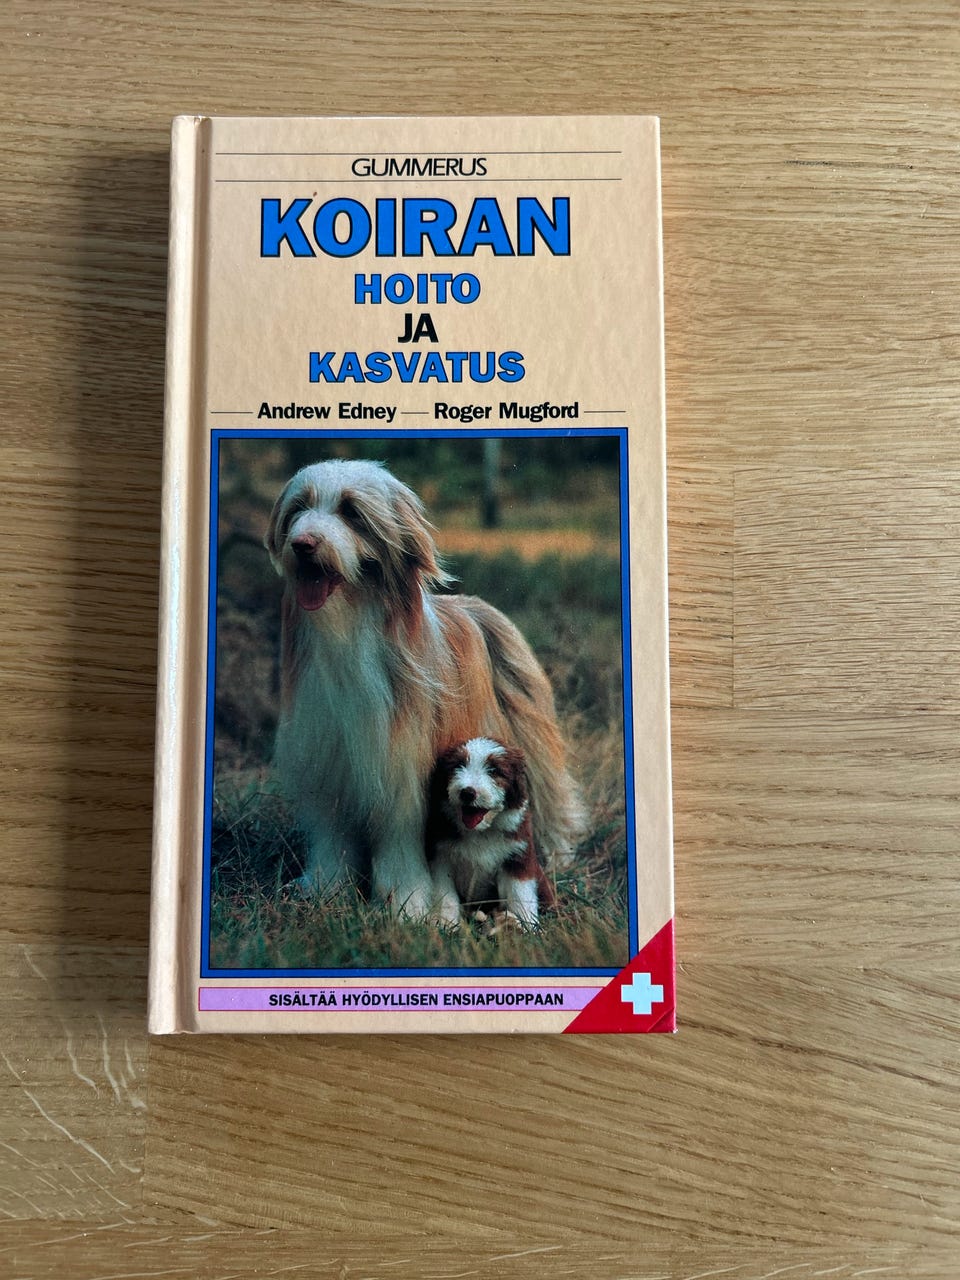 GUMMERUS
KOIRAN
HOITO
JA
KASVATUS
Andrew Edney — Roger Mugford
SISÄLTÄÄ HYÖDYLLISEN ENSIAPUOPPAAN